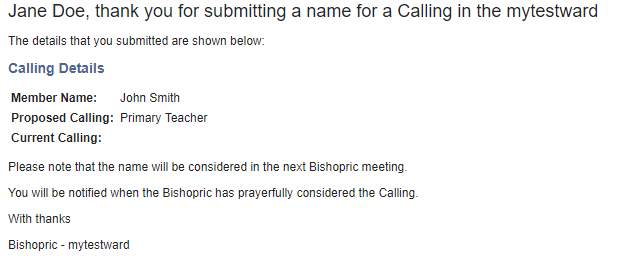 Jane Doe, thank you for submitting a name for a Calling in the mytestward
The details that you submitted are shown below:
Calling Details
Member Name: John Smith
Proposed Calling: Primary Teacher
Current Calling:
Please note that the name will be considered in the next Bishopric meeting.
You will be notified when the Bishopric has prayerfully considered the Calling.
With thanks
Bishopric - mytestward